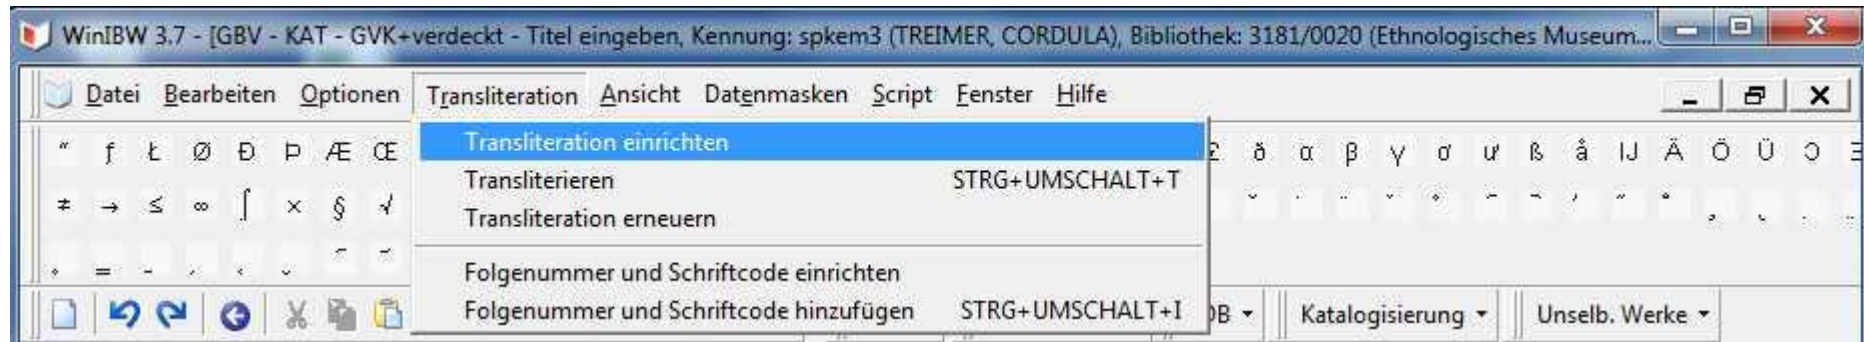 WinIBW 3.7 - [GBV - KAT - GVK+verdeckt - Titel eingeben, Kennung: spkem3 (TREIMER, CORDULA), Bibliothek: 3181/0020 (Ethnologisches Museum...
Datei Bearbeiten Optionen Transliteration Ansicht Datenmasken Script Fenster Hilfe
Transliteration einrichten
ƒ Ł Ø Đ Þ Æ Œ £ ð α β γ ơ ư ß å IJ Ä Ö Ü Ɔ
Transliterieren STRG+UMSCHALT+T
≠ → ≤ ∞ ∫ × § √
Transliteration erneuern
Folgenummer und Schriftcode einrichten
Folgenummer und Schriftcode hinzufügen STRG+UMSCHALT+I
Katalogisierung Unselb. Werke